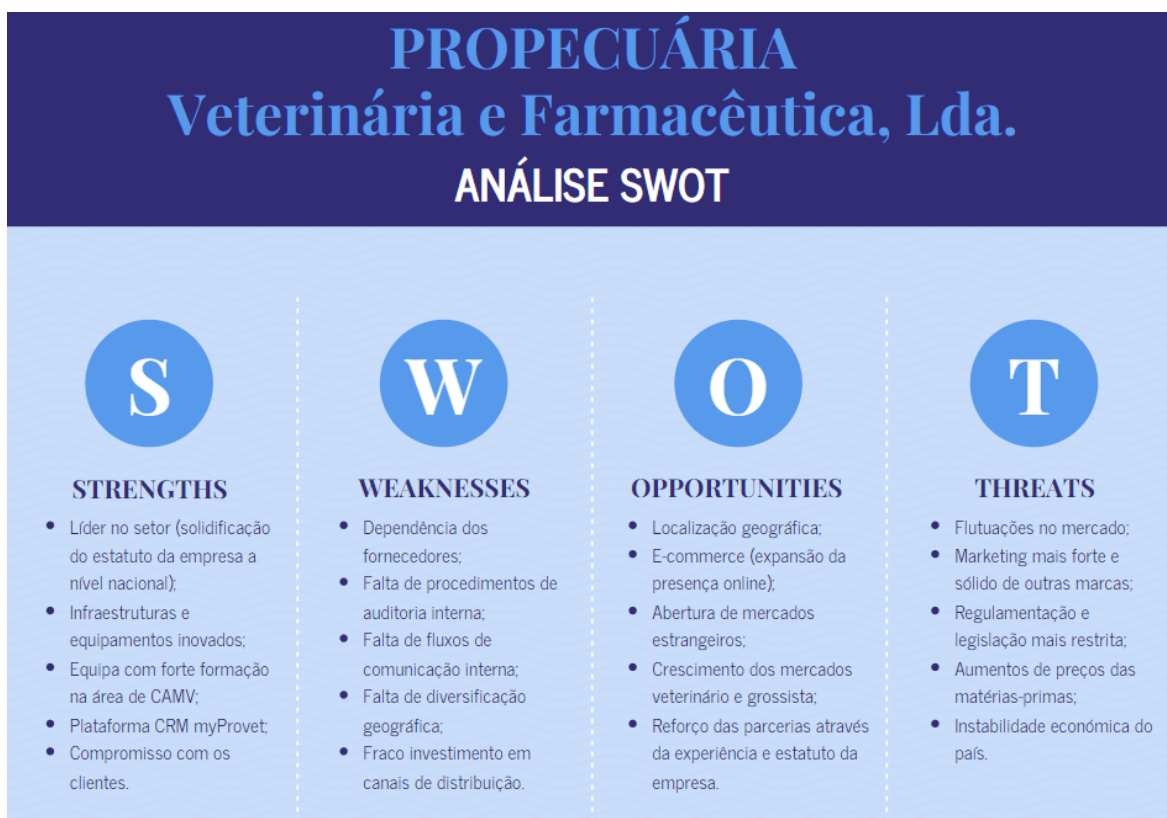 PROPECUÁRIA
Veterinária e Farmacêutica, Lda.
ANÁLISE SWOT
S
STRENGTHS
• Líder no setor (solidificação
do estatuto da empresa a
nível nacional);
• Infraestruturas e
equipamentos inovados;
• Equipa com forte formação
na área de CAMV;
• Plataforma CRM myProvet;
• Compromisso com os
clientes.
W
WEAKNESSES
• Dependência dos
fornecedores;
• Falta de procedimentos de
auditoria interna;
• Falta de fluxos de
comunicação interna;
• Falta de diversificação
geográfica;
• Fraco investimento em
canais de distribuição.
O
OPPORTUNITIES
• Localização geográfica;
• E-commerce (expansão da
presença online);
• Abertura de mercados
estrangeiros;
• Crescimento dos mercados
veterinário e grossista;
• Reforço das parcerias através
da experiência e estatuto da
empresa.
T
THREATS
• Flutuações no mercado;
• Marketing mais forte e
sólido de outras marcas;
• Regulamentação e
legislação mais restrita;
• Aumentos de preços das
matérias-primas;
• Instabilidade económica do
país.